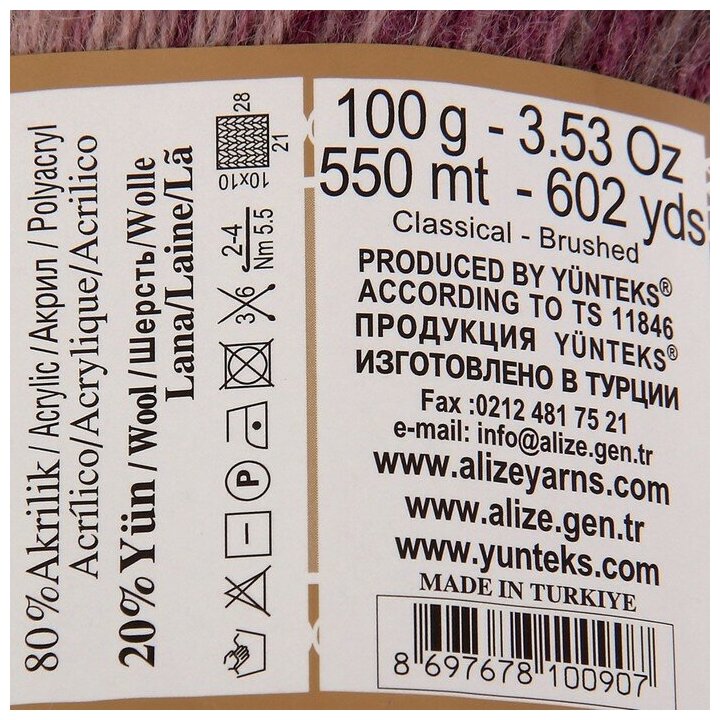 80%Akrilik / Acrylic / Акрил / Polyacryl
Acrílico/Acrylique/Acrilico
20%Yün / Wool / Шерсть/Wolle
Lana/Laine/Lã
28
21
10x10
2-4
Nm 5.5
3 6
P
100 g - 3.53 Oz
550 mt - 602 yds
Classical - Brushed
PRODUCED BY YÜNTEKS®
ACCORDING TO TS 11846
ПРОДУКЦИЯ YÜNTEKS®
ИЗГОТОВЛЕНО В ТУРЦИИ
Fax :0212 481 75 21
e-mail: info@alize.gen.tr
www.alizeyarns.com
www.alize.gen.tr
www.yunteks.com
MADE IN TURKIYE
8 697678 100907